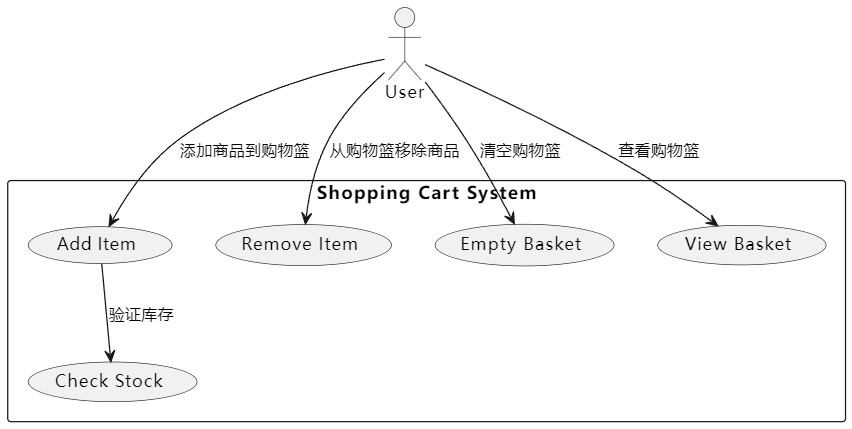 User
添加商品到购物篮
从购物篮移除商品
清空购物篮
查看购物篮
Shopping Cart System
Add Item
Remove Item
Empty Basket
View Basket
验证库存
Check Stock